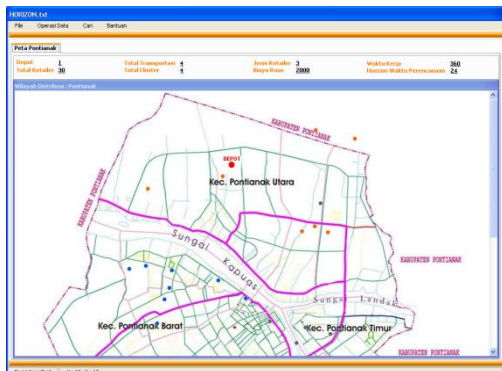 HORIZON.txt
File Operasi Data Cari Bantuan
Peta Pontianak
Depot 1 Total Transportasi 4 Jenis Retailer 3 Waktu Kerja 360
Total Retailer 30 Total Cluster 4 Biaya Rute 2000 Horizon Waktu Perencanaan 24
Wilayah Distribusi : Pontianak
KABUPATEN PONTIANAK
DEPOT
Kec. Pontianak Utara
KABUPATEN PONTIANAK
Sungai Kapuas
KABUPATEN PONTIANAK
Sungai Landak
Kec. Pontianak Barat
Kec. Pontianak Timur
KABUPATEN PONTIANAK